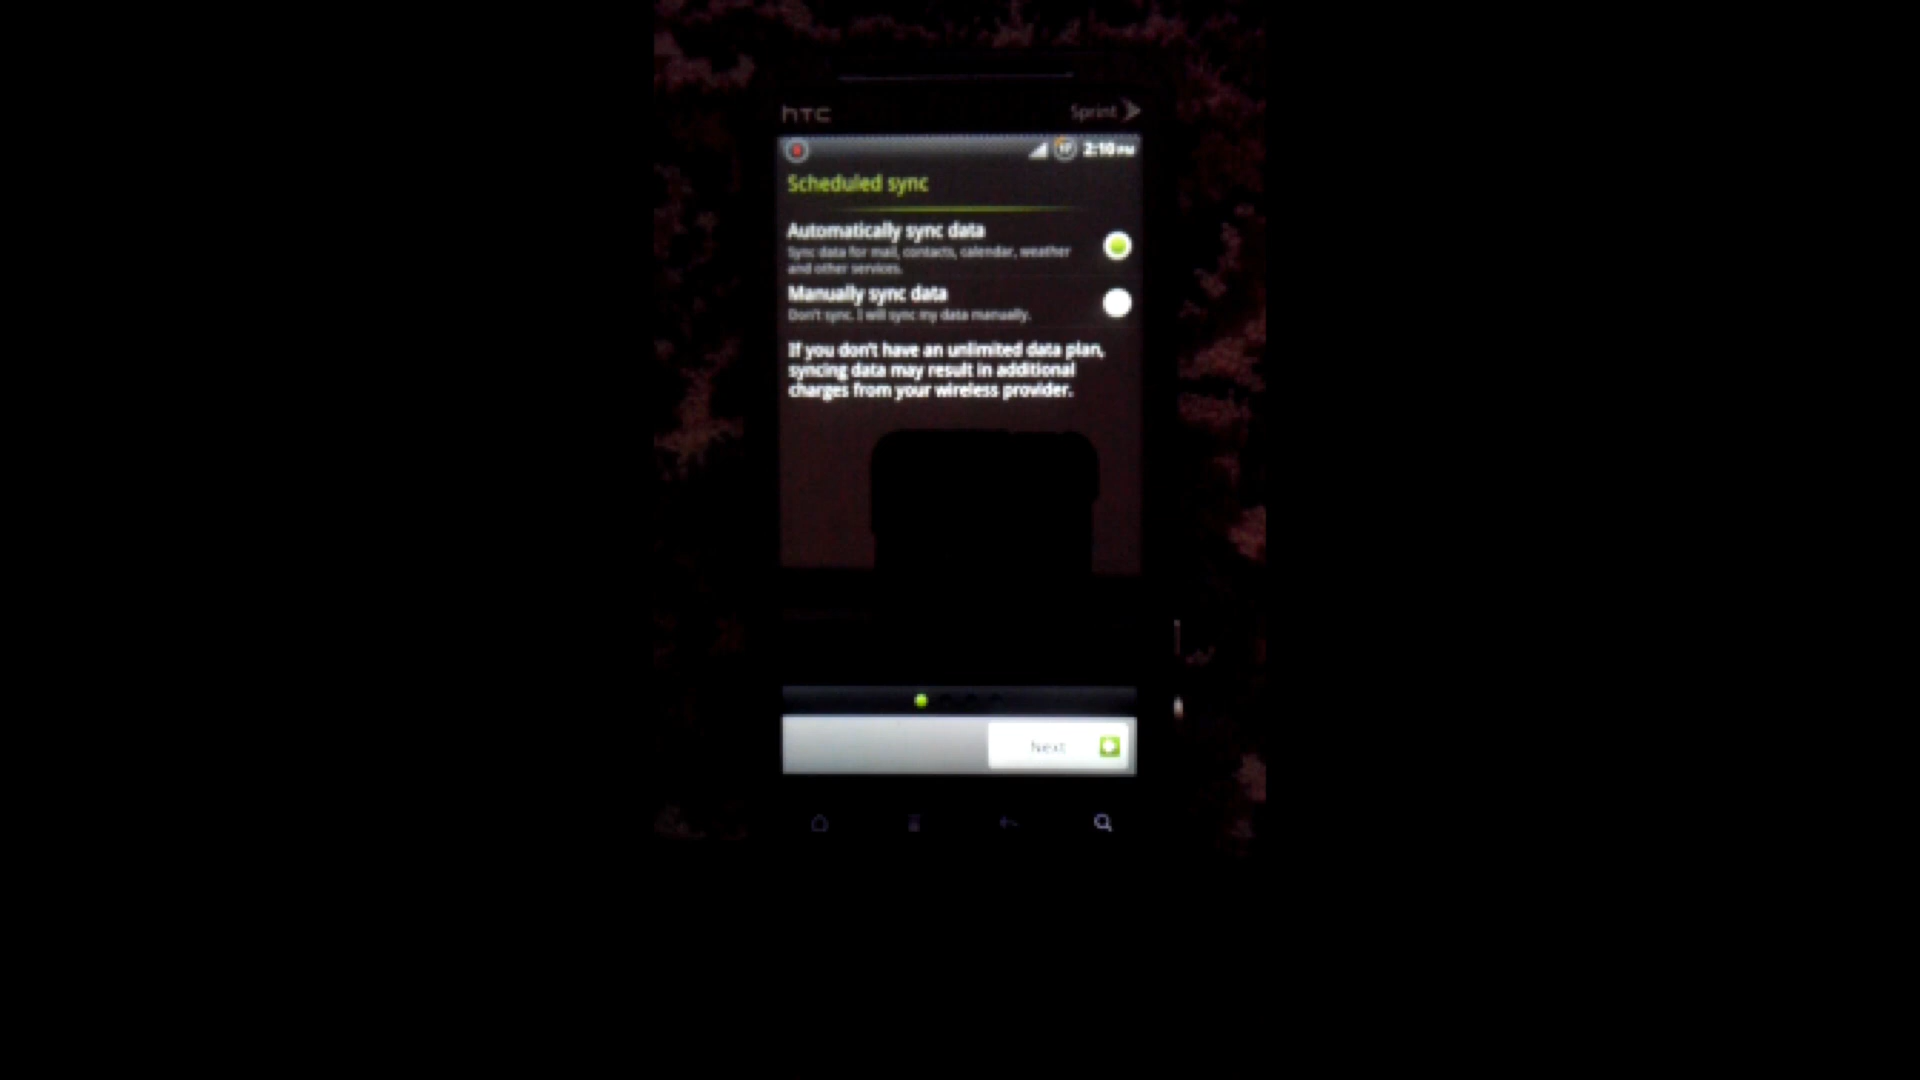 hTC Sprint
2:10 PM
Scheduled sync
Automatically sync data
Sync data for mail, contacts, calendar, weather
and other services.
Manually sync data
Don't sync. I will sync my data manually.
If you don't have an unlimited data plan,
syncing data may result in additional
charges from your wireless provider.
Next